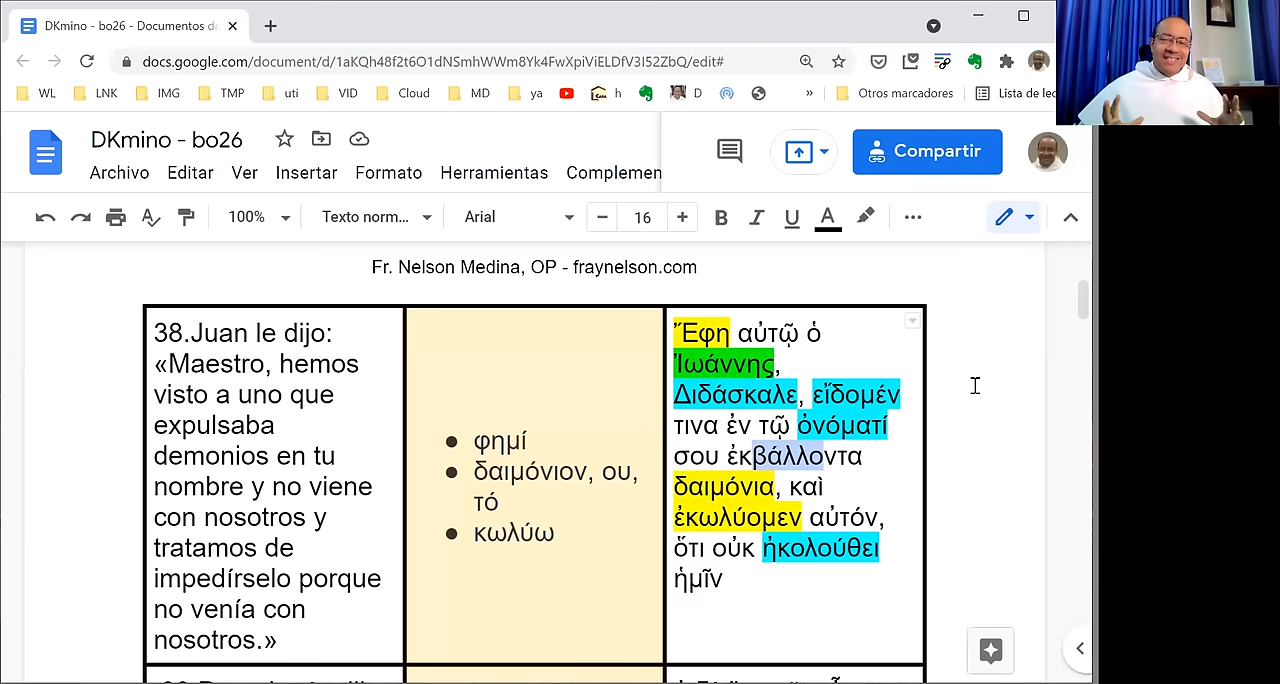 DKmino - bo26 - Documentos de
docs.google.com/document/d/1aKQh48f2t6O1dNSmhWWm8Yk4FwXpiViELDfV3I52ZbQ/edit#
WL LNK IMG TMP uti VID Cloud MD ya h D » Otros marcadores Lista de lec
DKmino - bo26
Compartir
Archivo Editar Ver Insertar Formato Herramientas Complemen
100% Texto norm... Arial 16 B I U A
Fr. Nelson Medina, OP - fraynelson.com
38.Juan le dijo:
«Maestro, hemos
visto a uno que
expulsaba
demonios en tu
nombre y no viene
con nosotros y
tratamos de
impedírselo porque
no venía con
nosotros.»
● φημί
● δαιμόνιον, ου,
τό
● κωλύω
Ἔφη αὐτῷ ὁ
Ἰωάννης,
Διδάσκαλε, εἴδομέν
τινα ἐν τῷ ὀνόματί
σου ἐκβάλλοντα
δαιμόνια, καὶ
ἐκωλύομεν αὐτόν,
ὅτι οὐκ ἠκολούθει
ἡμῖν